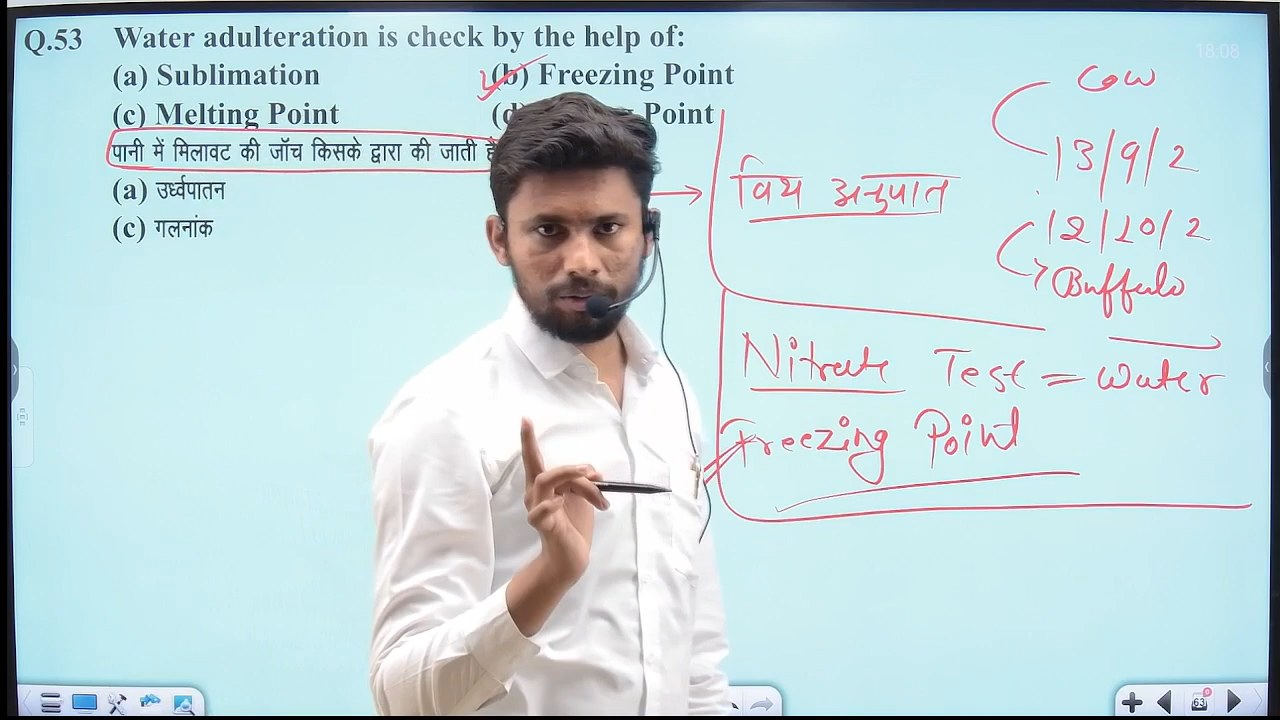 18:08
Q.53 Water adulteration is check by the help of:
(a) Sublimation (b) Freezing Point
(c) Melting Point (d) Point
पानी में मिलावट की जाँच किसके द्वारा की जाती
(a) उर्ध्वपातन
(c) गलनांक
Cow
13/9/2
अनुपात
12/10/2
Buffulo
Nitrate Test = Water
Freezing Point
63